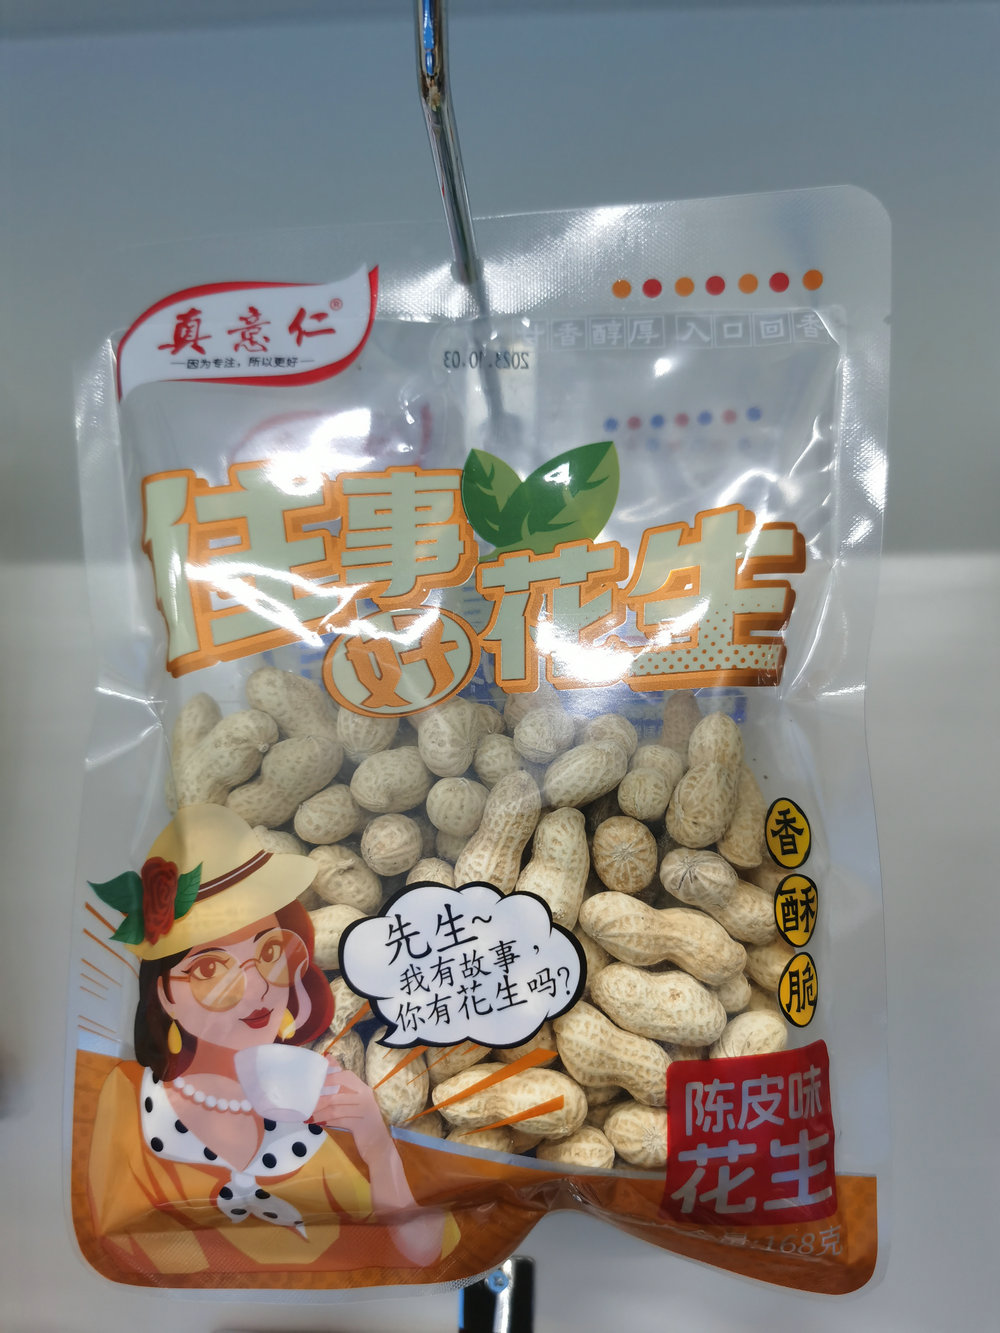 真意仁®
因为专注，所以更好
香醇厚 入口回香
2023.10.03
佳事
好花生
香
酥
脆
先生~
我有故事，
你有花生吗?
陈皮味
花生
量:168克